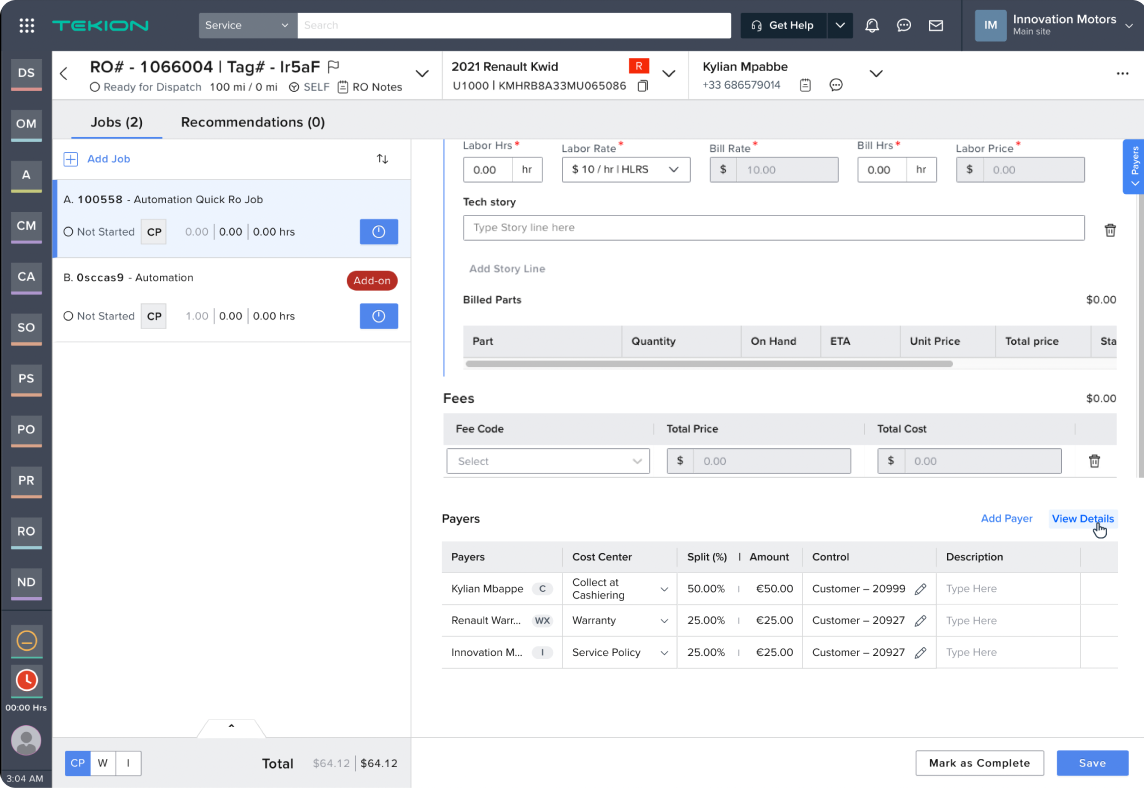 TEKION
Service
Search
Get Help
IM
Innovation Motors
Main site
DS
OM
A
CM
CA
SO
PS
PO
PR
RO
ND
00:00 Hrs
3:04 AM
RO# - 1066004 | Tag# - Ir5aF
Ready for Dispatch 100 mi / 0 mi SELF RO Notes
2021 Renault Kwid R
U1000 | KMHRB8A33MU065086
Kylian Mpabbe
+33 686579014
Jobs (2) Recommendations (0)
Add Job
A. 100558 - Automation Quick Ro Job
Not Started CP 0.00 0.00 0.00 hrs
B. 0sccas9 - Automation Add-on
Not Started CP 1.00 0.00 0.00 hrs
CP W I Total $64.12 $64.12
Payers
Labor Hrs* Labor Rate* Bill Rate* Bill Hrs* Labor Price*
0.00 hr $ 10 / hr | HLRS $ 10.00 0.00 hr $ 0.00
Tech story
Type Story line here
Add Story Line
Billed Parts $0.00
Part Quantity On Hand ETA Unit Price Total price Sta
Fees $0.00
Fee Code Total Price Total Cost
Select $ 0.00 $ 0.00
Payers Add Payer View Details
Payers Cost Center Split (%) | Amount Control Description
Kylian Mbappe C Collect at Cashiering 50.00% | €50.00 Customer – 20999 Type Here
Renault Warr... WX Warranty 25.00% | €25.00 Customer – 20927 Type Here
Innovation M... I Service Policy 25.00% | €25.00 Customer – 20927 Type Here
Mark as Complete Save